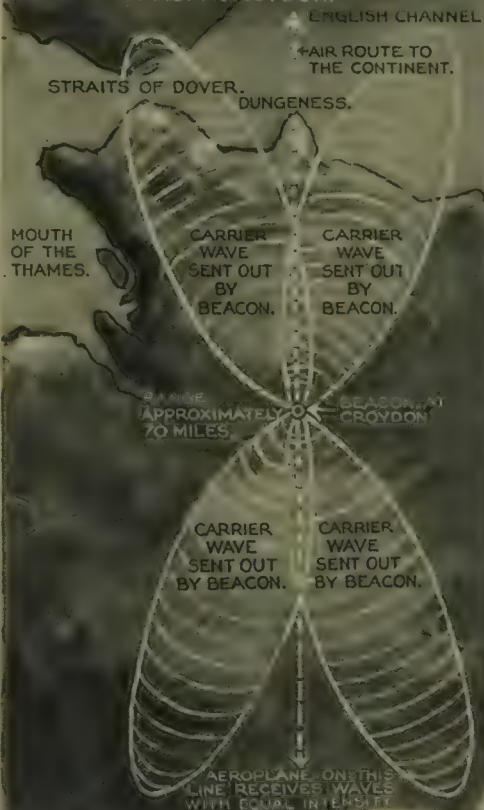 ENGLISH CHANNEL
AIR ROUTE TO
THE CONTINENT.
STRAITS OF DOVER.
DUNGENESS.
MOUTH
OF THE
THAMES.
CARRIER
WAVE
SENT OUT
BY
BEACON.
CARRIER
WAVE
SENT OUT
BY
BEACON.
RANGE
APPROXIMATELY
70 MILES.
BEACON AT
CROYDON
CARRIER
WAVE
SENT OUT
BY BEACON.
CARRIER
WAVE
SENT OUT
BY BEACON.
AEROPLANE ON THIS
LINE RECEIVES WAVES
WITH EQUAL INTENSITY